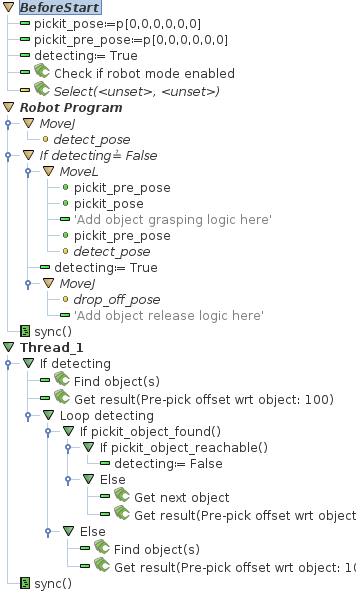 BeforeStart
pickit_pose:=p[0,0,0,0,0,0]
pickit_pre_pose:=p[0,0,0,0,0,0]
detecting:= True
Check if robot mode enabled
Select(<unset>, <unset>)
Robot Program
MoveJ
detect_pose
If detecting≟ False
MoveL
pickit_pre_pose
pickit_pose
'Add object grasping logic here'
pickit_pre_pose
detect_pose
detecting:= True
MoveJ
drop_off_pose
'Add object release logic here'
sync()
Thread_1
If detecting
Find object(s)
Get result(Pre-pick offset wrt object: 100)
Loop detecting
If pickit_object_found()
If pickit_object_reachable()
detecting:= False
Else
Get next object
Get result(Pre-pick offset wrt object
Else
Find object(s)
Get result(Pre-pick offset wrt object: 10
sync()